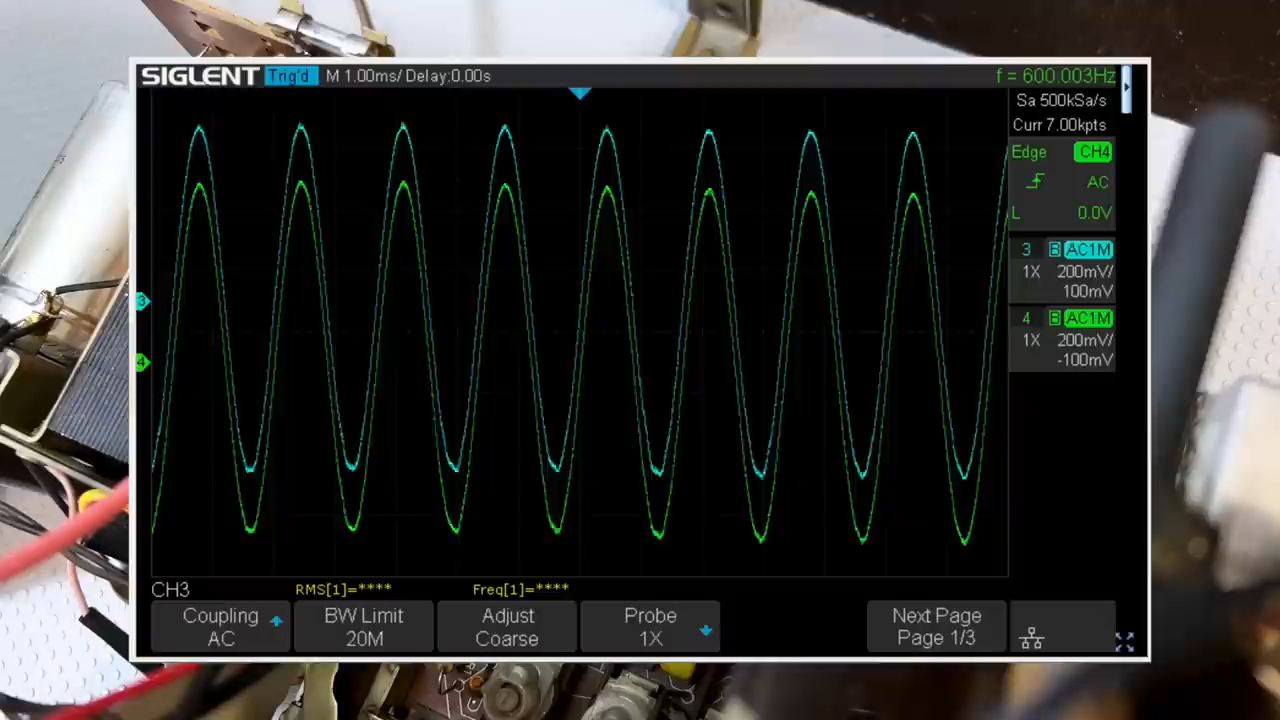 SIGLENT Trig'd M 1.00ms/ Delay:0.00s f = 600.003Hz
Sa 500kSa/s
Curr 7.00kpts
Edge CH4
AC
L 0.0V
3 B AC1M
1X 200mV/
100mV
4 B AC1M
1X 200mV/
-100mV
3
4
CH3 RMS[1]=**** Freq[1]=****
Coupling BW Limit Adjust Probe Next Page
AC 20M Coarse 1X Page 1/3